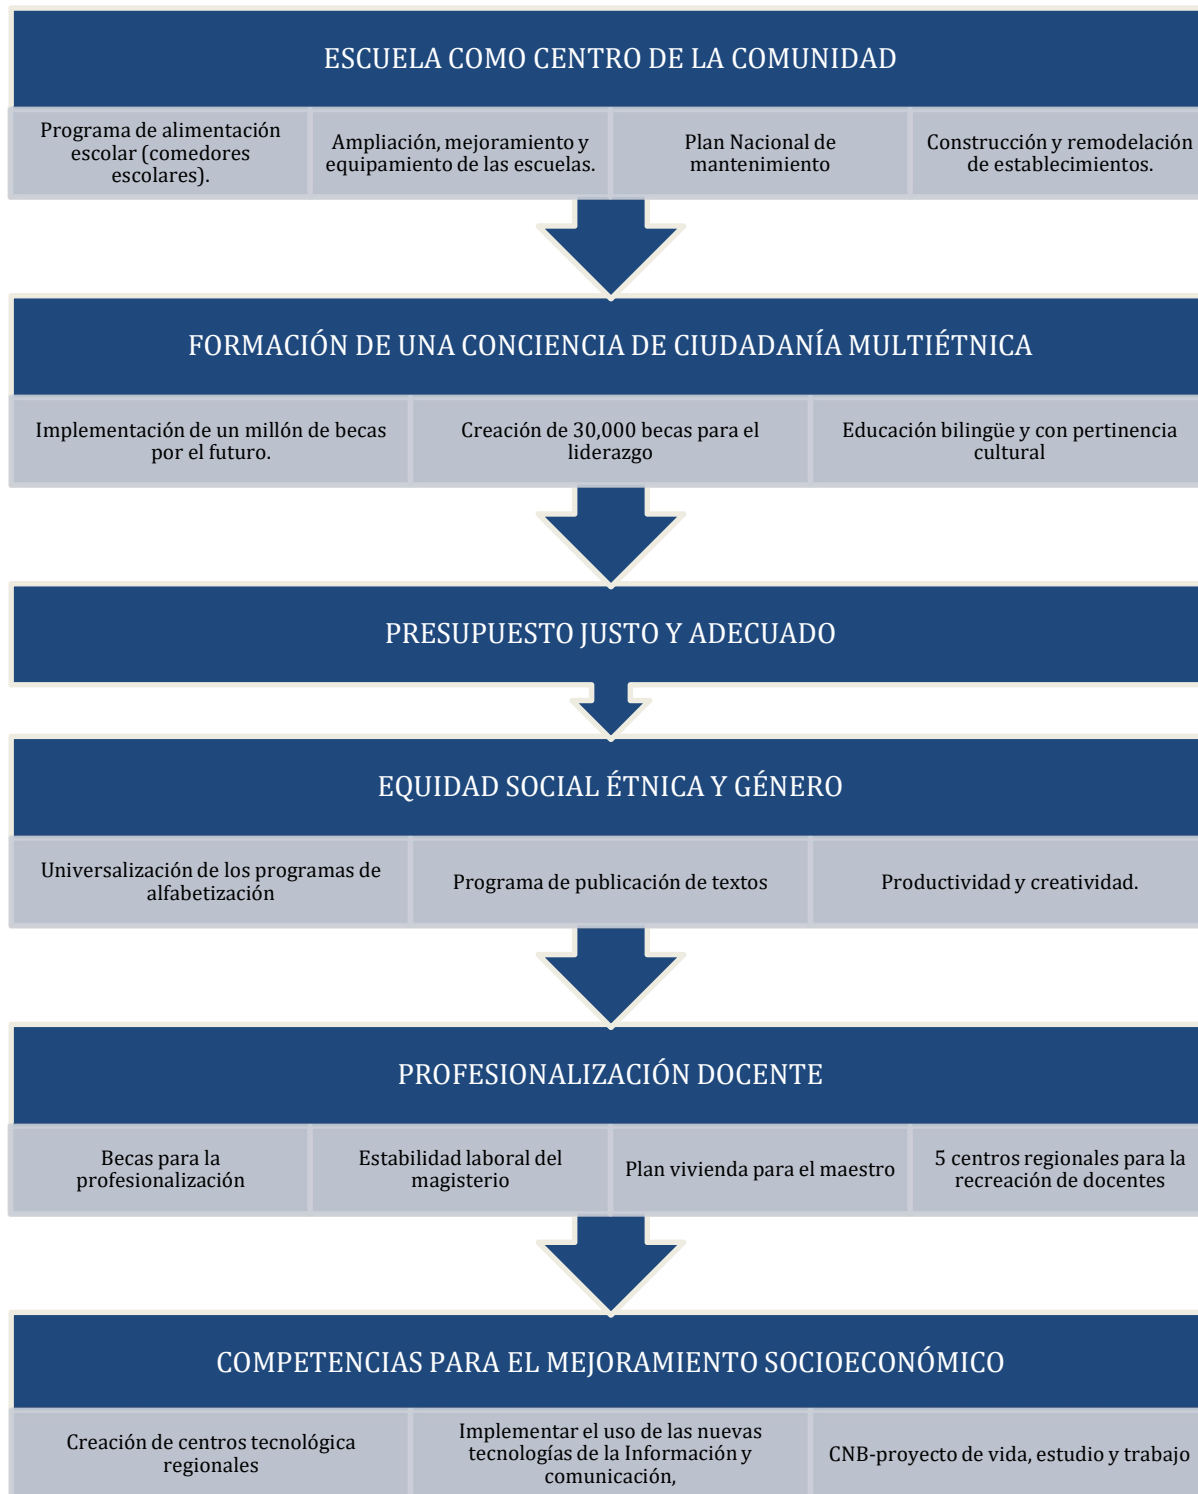 ESCUELA COMO CENTRO DE LA COMUNIDAD
Programa de alimentación
escolar (comedores
escolares).
Ampliación, mejoramiento y
equipamiento de las escuelas.
Plan Nacional de
mantenimiento
Construcción y remodelación
de establecimientos.
FORMACIÓN DE UNA CONCIENCIA DE CIUDADANÍA MULTIÉTNICA
Implementación de un millón de becas
por el futuro.
Creación de 30,000 becas para el
liderazgo
Educación bilingüe y con pertinencia
cultural
PRESUPUESTO JUSTO Y ADECUADO
EQUIDAD SOCIAL ÉTNICA Y GÉNERO
Universalización de los programas de
alfabetización
Programa de publicación de textos
Productividad y creatividad.
PROFESIONALIZACIÓN DOCENTE
Becas para la
profesionalización
Estabilidad laboral del
magisterio
Plan vivienda para el maestro
5 centros regionales para la
recreación de docentes
COMPETENCIAS PARA EL MEJORAMIENTO SOCIOECONÓMICO
Creación de centros tecnológica
regionales
Implementar el uso de las nuevas
tecnologías de la Información y
comunicación,
CNB-proyecto de vida, estudio y trabajo